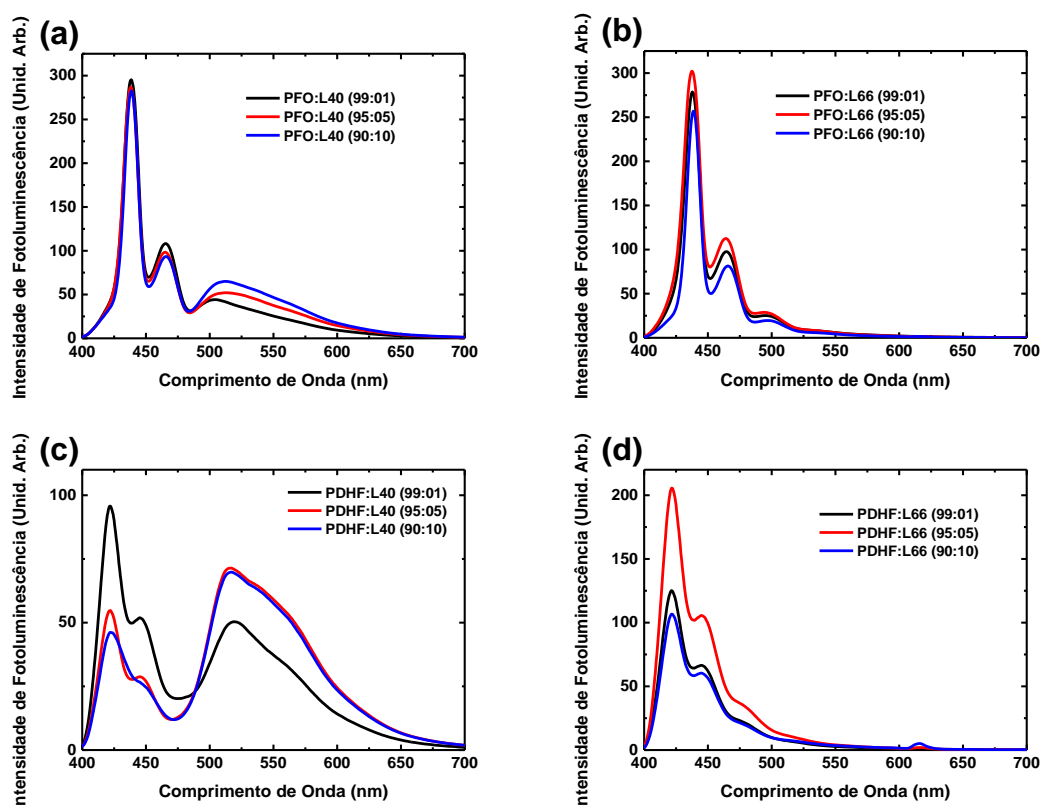 (a)
Intensidade de Fotoluminescência (Unid. Arb.)
300
250
200
150
100
50
0
PFO:L40 (99:01)
PFO:L40 (95:05)
PFO:L40 (90:10)
400 450 500 550 600 650 700
Comprimento de Onda (nm)
(b)
Intensidade de Fotoluminescência (Unid. Arb.)
300
250
200
150
100
50
0
PFO:L66 (99:01)
PFO:L66 (95:05)
PFO:L66 (90:10)
400 450 500 550 600 650 700
Comprimento de Onda (nm)
(c)
ntensidade de Fotoluminescência (Unid. Arb.)
100
50
0
PDHF:L40 (99:01)
PDHF:L40 (95:05)
PDHF:L40 (90:10)
400 450 500 550 600 650 700
Comprimento de Onda (nm)
(d)
ntensidade de Fotoluminescência (Unid. Arb.)
200
150
100
50
0
PDHF:L66 (99:01)
PDHF:L66 (95:05)
PDHF:L66 (90:10)
400 450 500 550 600 650 700
Comprimento de Onda (nm)